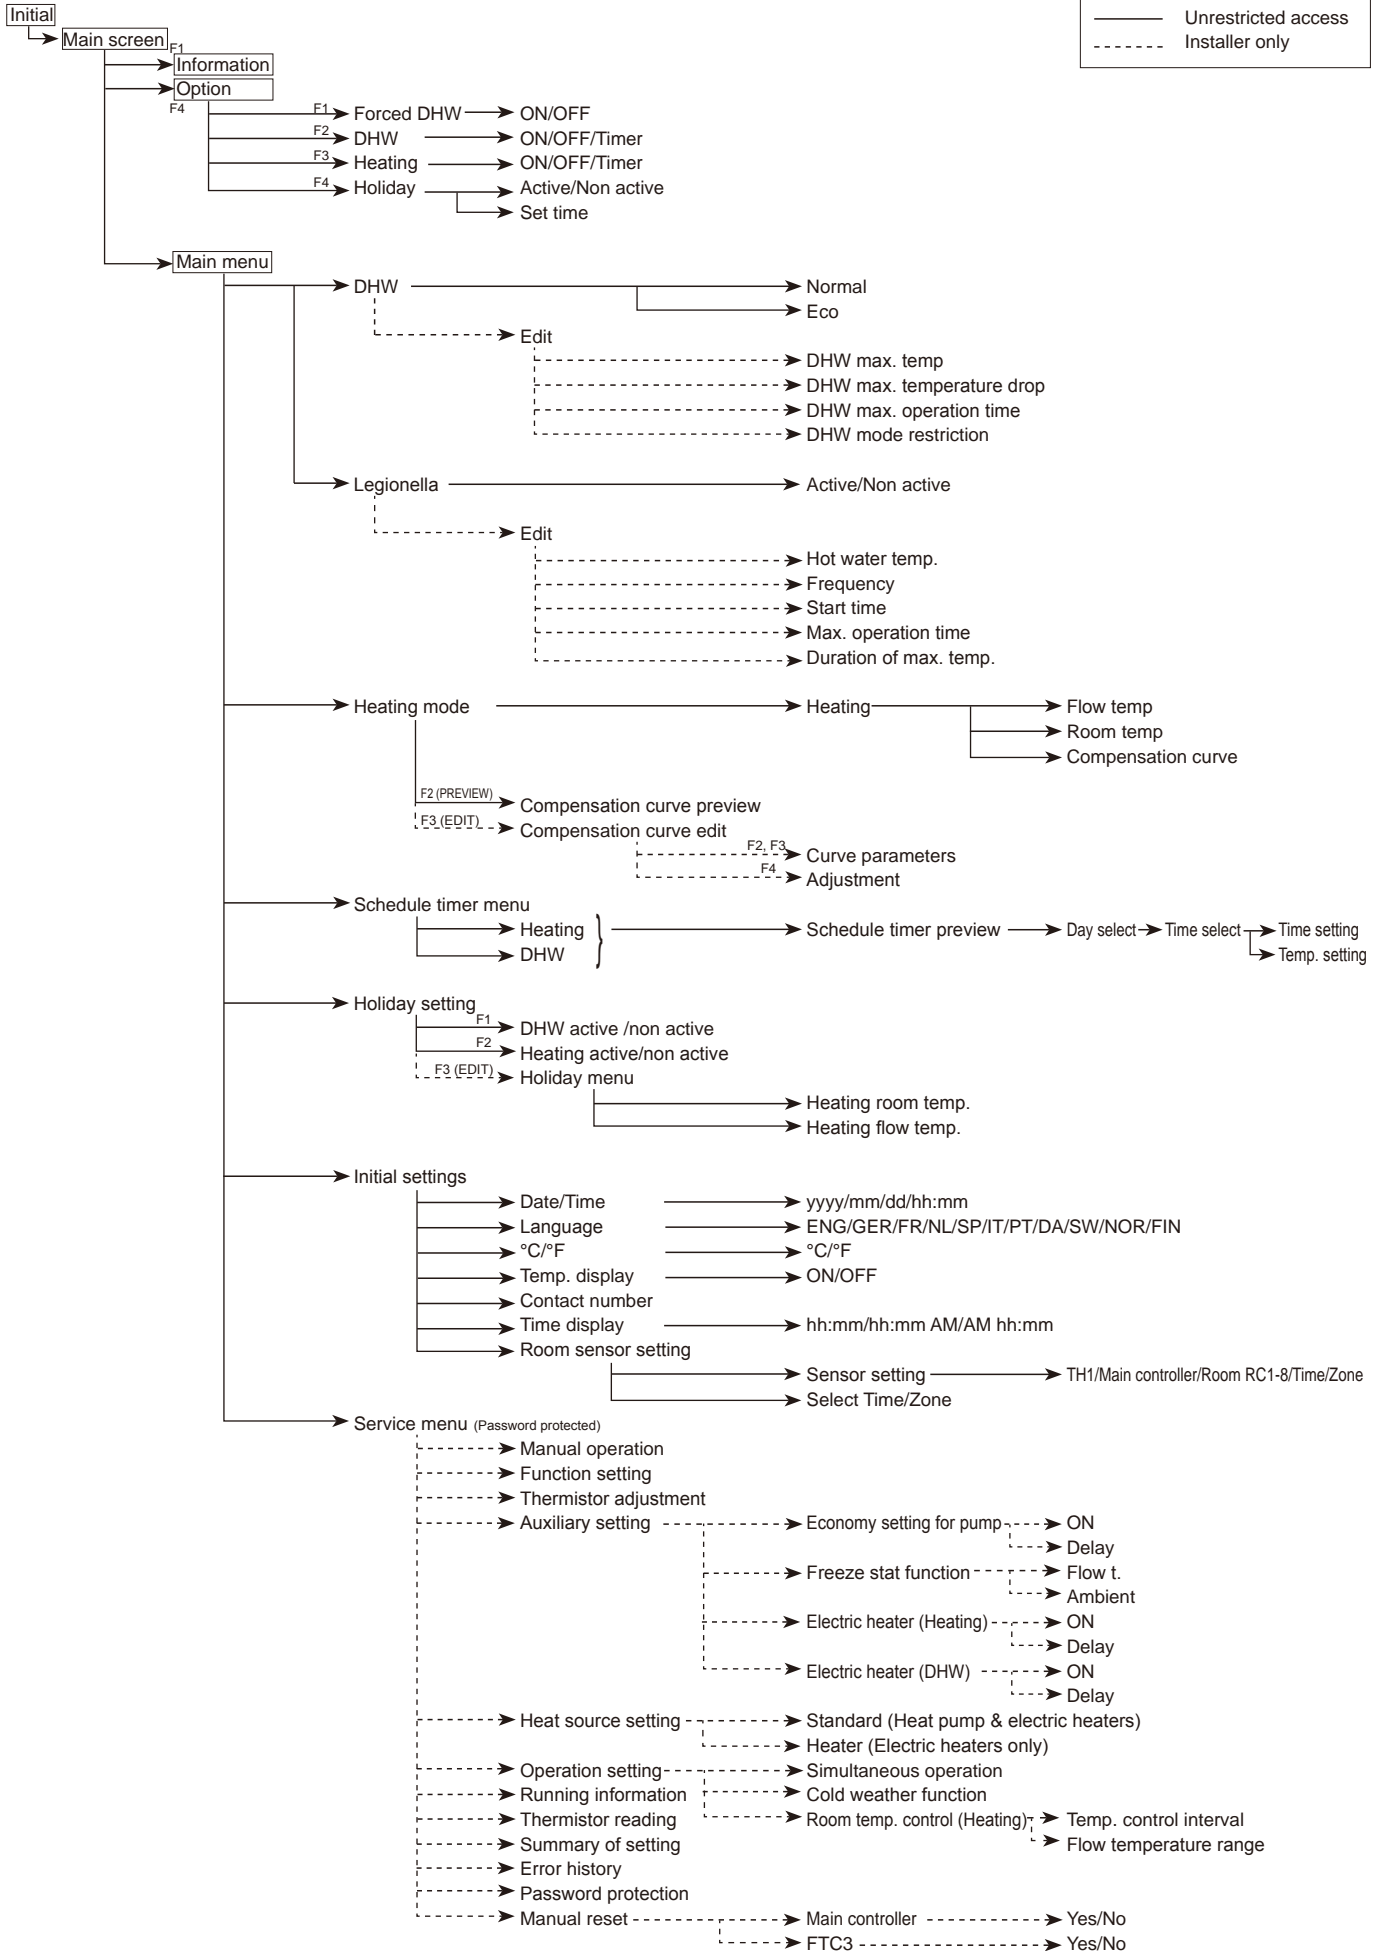 Initial
Unrestricted access
Main screen
Installer only
F1
Information
Option
F4
F1 Forced DHW ON/OFF
F2 DHW ON/OFF/Timer
F3 Heating ON/OFF/Timer
F4 Holiday Active/Non active
Set time
Main menu
DHW Normal
Eco
Edit
DHW max. temp
DHW max. temperature drop
DHW max. operation time
DHW mode restriction
Legionella Active/Non active
Edit
Hot water temp.
Frequency
Start time
Max. operation time
Duration of max. temp.
Heating mode Heating Flow temp
Room temp
Compensation curve
F2 (PREVIEW) Compensation curve preview
F3 (EDIT) Compensation curve edit
F2, F3 Curve parameters
F4 Adjustment
Schedule timer menu
Heating } Schedule timer preview Day select Time select Time setting
DHW Temp. setting
Holiday setting
F1 DHW active /non active
F2 Heating active/non active
F3 (EDIT) Holiday menu
Heating room temp.
Heating flow temp.
Initial settings
Date/Time yyyy/mm/dd/hh:mm
Language ENG/GER/FR/NL/SP/IT/PT/DA/SW/NOR/FIN
°C/°F °C/°F
Temp. display ON/OFF
Contact number
Time display hh:mm/hh:mm AM/AM hh:mm
Room sensor setting
Sensor setting TH1/Main controller/Room RC1-8/Time/Zone
Select Time/Zone
Service menu (Password protected)
Manual operation
Function setting
Thermistor adjustment
Auxiliary setting Economy setting for pump ON
Delay
Freeze stat function Flow t.
Ambient
Electric heater (Heating) ON
Delay
Electric heater (DHW) ON
Delay
Heat source setting Standard (Heat pump & electric heaters)
Heater (Electric heaters only)
Operation setting Simultaneous operation
Running information Cold weather function
Thermistor reading Room temp. control (Heating) Temp. control interval
Summary of setting Flow temperature range
Error history
Password protection
Manual reset Main controller Yes/No
FTC3 Yes/No